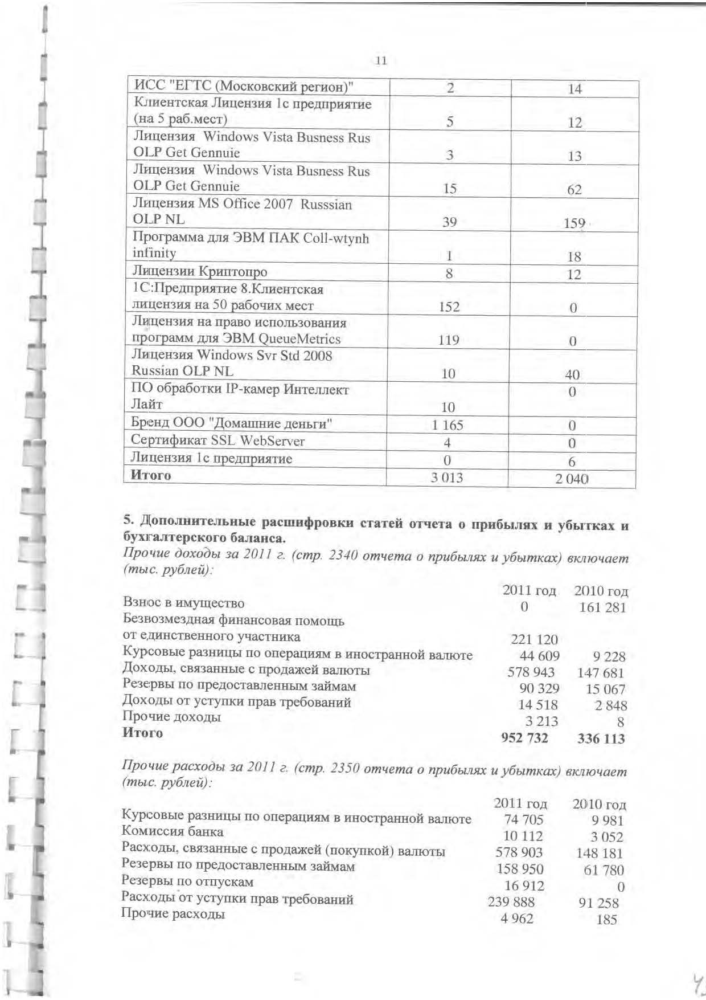 11
ИСС "ЕГТС (Московский регион)" 2 14
Клиентская Лицензия 1с предприятие
(на 5 раб.мест) 5 12
Лицензия Windows Vista Busness Rus
OLP Get Gennuie 3 13
Лицензия Windows Vista Busness Rus
OLP Get Gennuie 15 62
Лицензия MS Office 2007 Russsian
OLP NL 39 159
Программа для ЭВМ ПАК Coll-wtynh
infinity 1 18
Лицензии Криптопро 8 12
1С:Предприятие 8.Клиентская
лицензия на 50 рабочих мест 152 0
Лицензия на право использования
программ для ЭВМ QueueMetrics 119 0
Лицензия Windows Svr Std 2008
Russian OLP NL 10 40
ПО обработки IP-камер Интеллект 0
Лайт 10
Бренд ООО "Домашние деньги" 1 165 0
Сертификат SSL WebServer 4 0
Лицензия 1с предприятие 0 6
Итого 3 013 2 040
5. Дополнительные расшифровки статей отчета о прибылях и убытках и
бухгалтерского баланса.
Прочие доходы за 2011 г. (стр. 2340 отчета о прибылях и убытках) включает
(тыс. рублей):
2011 год 2010 год
Взнос в имущество 0 161 281
Безвозмездная финансовая помощь
от единственного участника 221 120
Курсовые разницы по операциям в иностранной валюте 44 609 9 228
Доходы, связанные с продажей валюты 578 943 147 681
Резервы по предоставленным займам 90 329 15 067
Доходы от уступки прав требований 14 518 2 848
Прочие доходы 3 213 8
Итого 952 732 336 113
Прочие расходы за 2011 г. (стр. 2350 отчета о прибылях и убытках) включает
(тыс. рублей):
2011 год 2010 год
Курсовые разницы по операциям в иностранной валюте 74 705 9 981
Комиссия банка 10 112 3 052
Расходы, связанные с продажей (покупкой) валюты 578 903 148 181
Резервы по предоставленным займам 158 950 61 780
Резервы по отпускам 16 912 0
Расходы от уступки прав требований 239 888 91 258
Прочие расходы 4 962 185